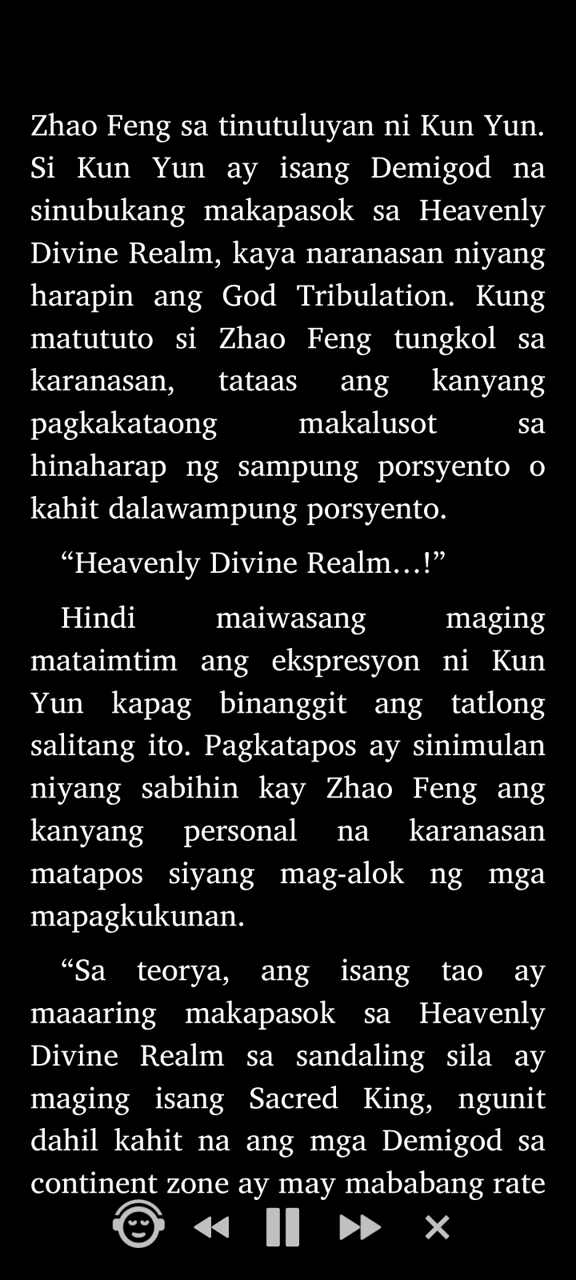 Zhao Feng sa tinutuluyan ni Kun Yun.
Si Kun Yun ay isang Demigod na
sinubukang makapasok sa Heavenly
Divine Realm, kaya naranasan niyang
harapin ang God Tribulation. Kung
matututo si Zhao Feng tungkol sa
karanasan, tataas ang kanyang
pagkakataong makalusot sa
hinaharap ng sampung porsyento o
kahit dalawampung porsyento.
“Heavenly Divine Realm…!”
Hindi maiwasang maging
mataimtim ang ekspresyon ni Kun
Yun kapag binanggit ang tatlong
salitang ito. Pagkatapos ay sinimulan
niyang sabihin kay Zhao Feng ang
kanyang personal na karanasan
matapos siyang mag-alok ng mga
mapagkukunan.
“Sa teorya, ang isang tao ay
maaaring makapasok sa Heavenly
Divine Realm sa sandaling sila ay
maging isang Sacred King, ngunit
dahil kahit na ang mga Demigod sa
continent zone ay may mababang rate